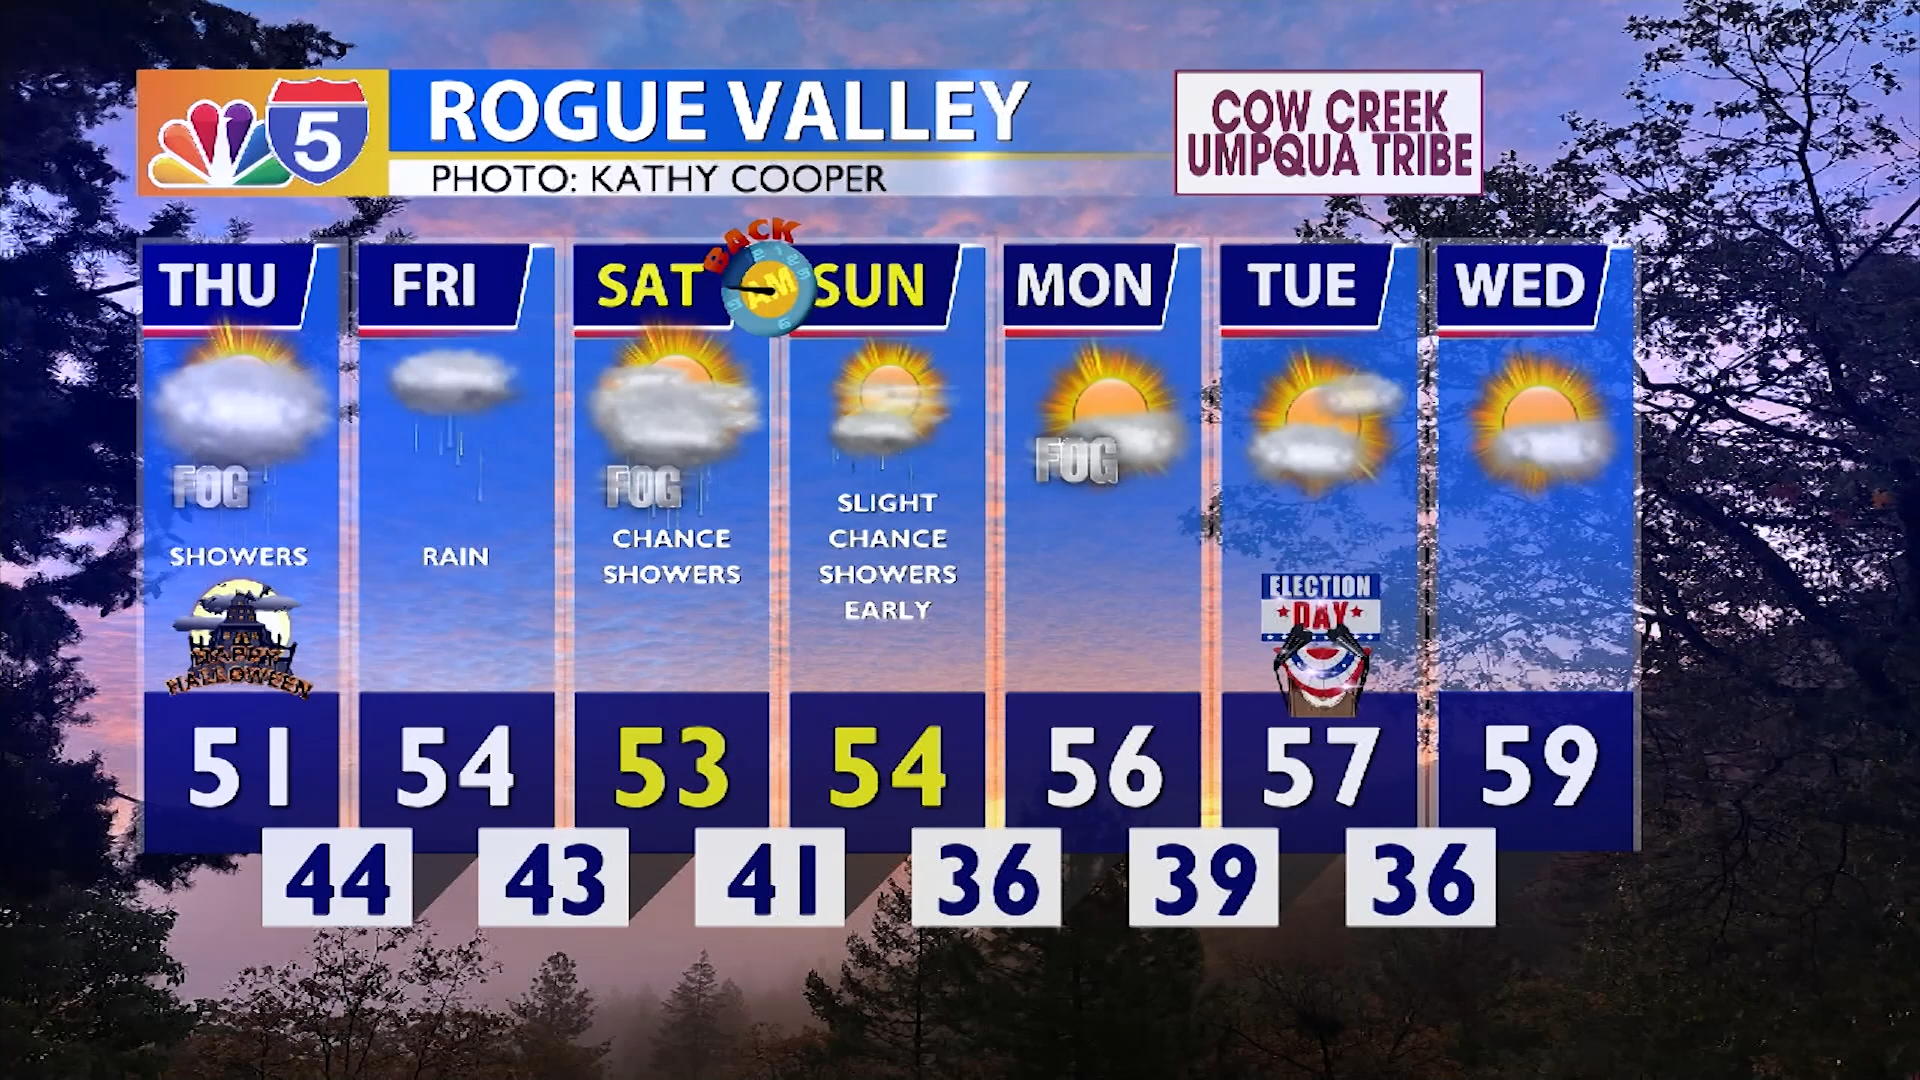 5
ROGUE VALLEY
PHOTO: KATHY COOPER
COW CREEK
UMPQUA TRIBE
BACK
AM
THU
FRI
SAT
SUN
MON
TUE
WED
FOG
FOG
FOG
SHOWERS
RAIN
CHANCE
SHOWERS
SLIGHT
CHANCE
SHOWERS
EARLY
HAPPY
HALLOWEEN
ELECTION
DAY
51
54
53
54
56
57
59
44
43
41
36
39
36